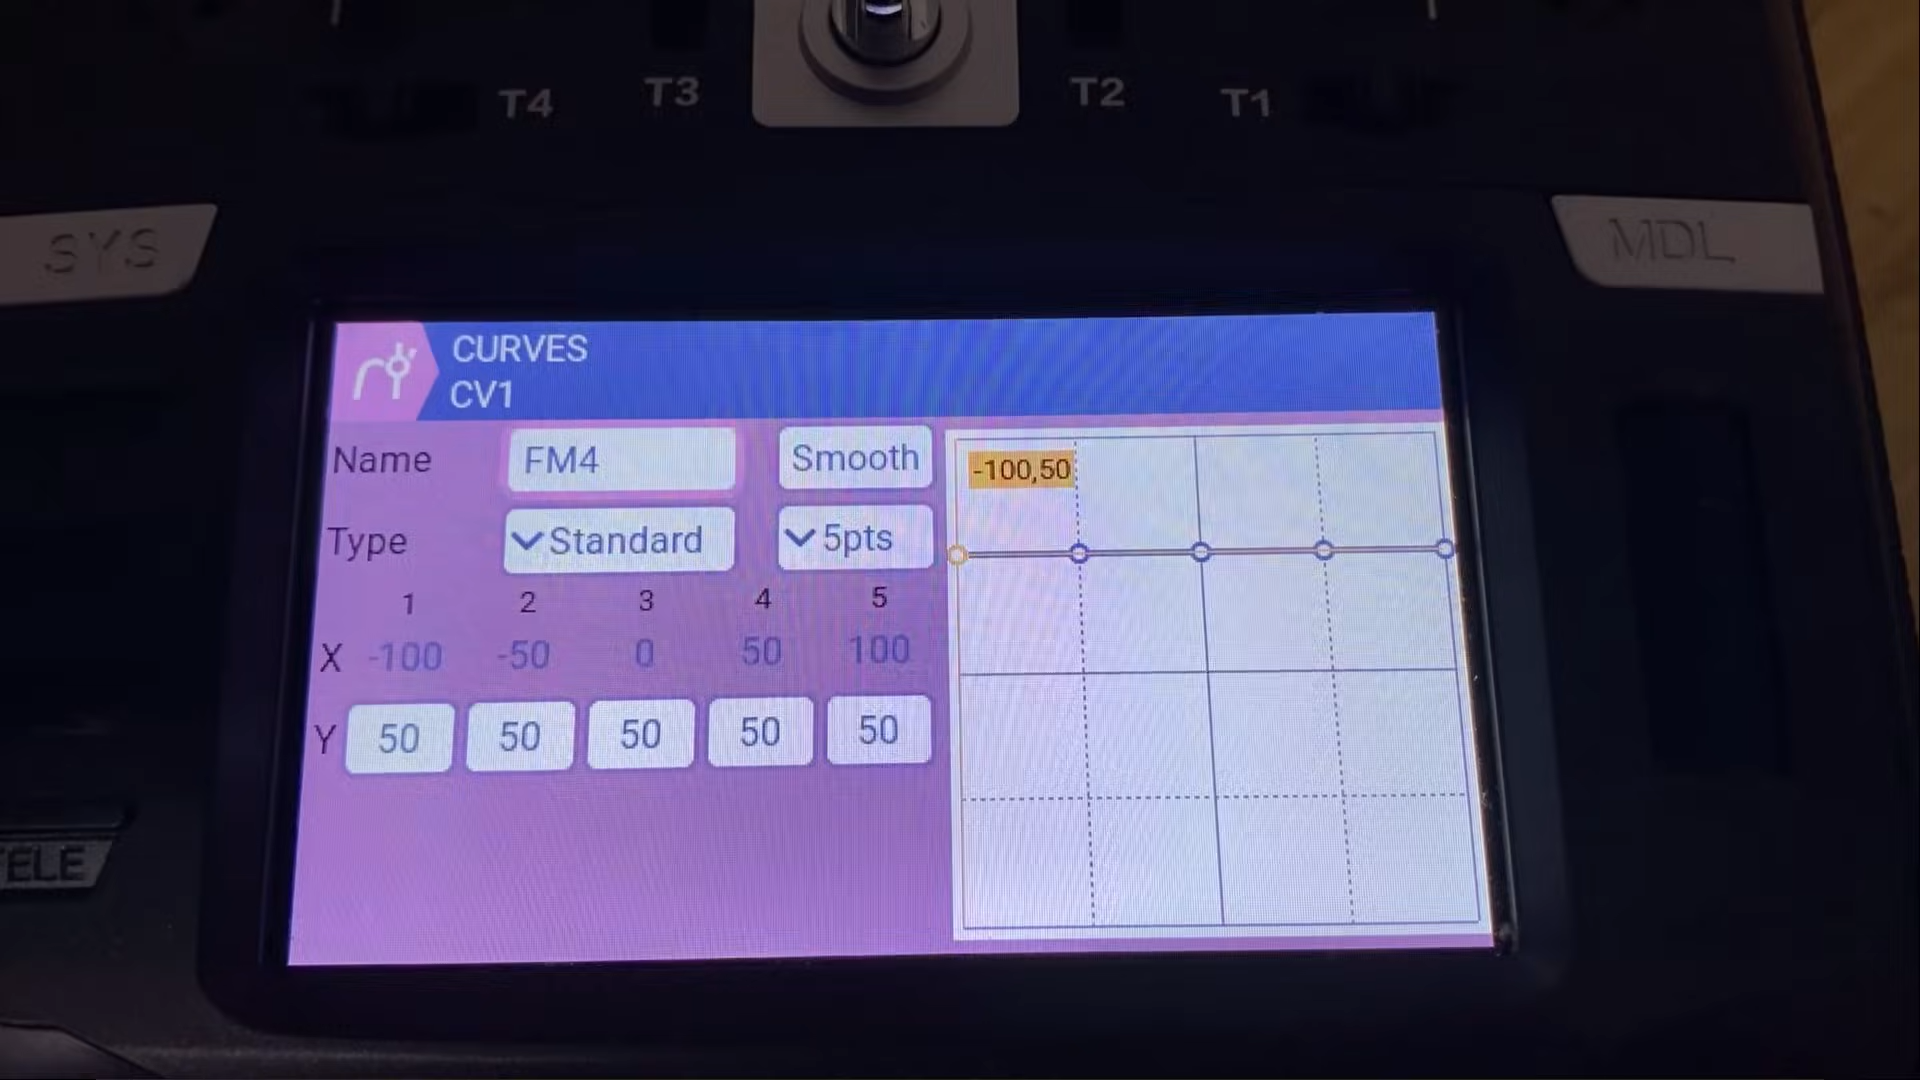 T4 T3 T2 T1
SYS
MDL
CURVES
CV1
Name FM4 Smooth
Type Standard 5pts
1 2 3 4 5
X -100 -50 0 50 100
Y 50 50 50 50 50
-100,50
TELE